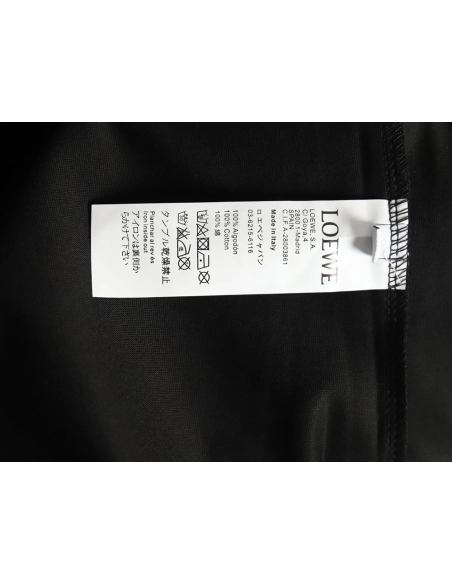 LOEWE
LOEWE, S.A.
C/ Goya, 4
28001-Madrid
SPAIN
C.I.F.A-28003861
Made in Italy
ロエベジャパン
03-6215-6116
100% Algodón
100% Cotton
100% 綿
タンブル乾燥禁止
Planchar al revés
Iron inside out
アイロンは裏側か
らかけて下さい